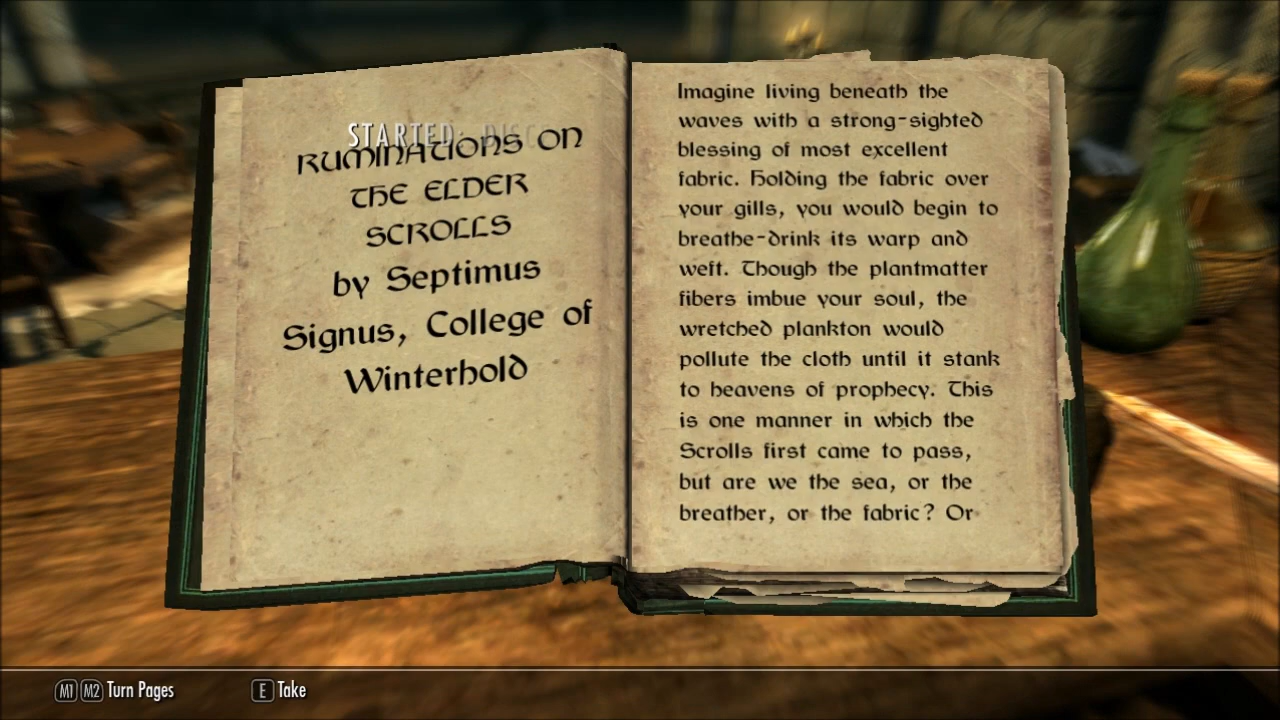 STARTED:
RUMINATIONS ON
THE ELDER
SCROLLS
by Septimus
Signus, College of
Winterhold
Imagine living beneath the
waves with a strong-sighted
blessing of most excellent
fabric. Holding the fabric over
your gills, you would begin to
breathe-drink its warp and
weft. Though the plantmatter
fibers imbue your soul, the
wretched plankton would
pollute the cloth until it stank
to heavens of prophecy. This
is one manner in which the
Scrolls first came to pass,
but are we the sea, or the
breather, or the fabric? Or
M1 M2 Turn Pages
E Take